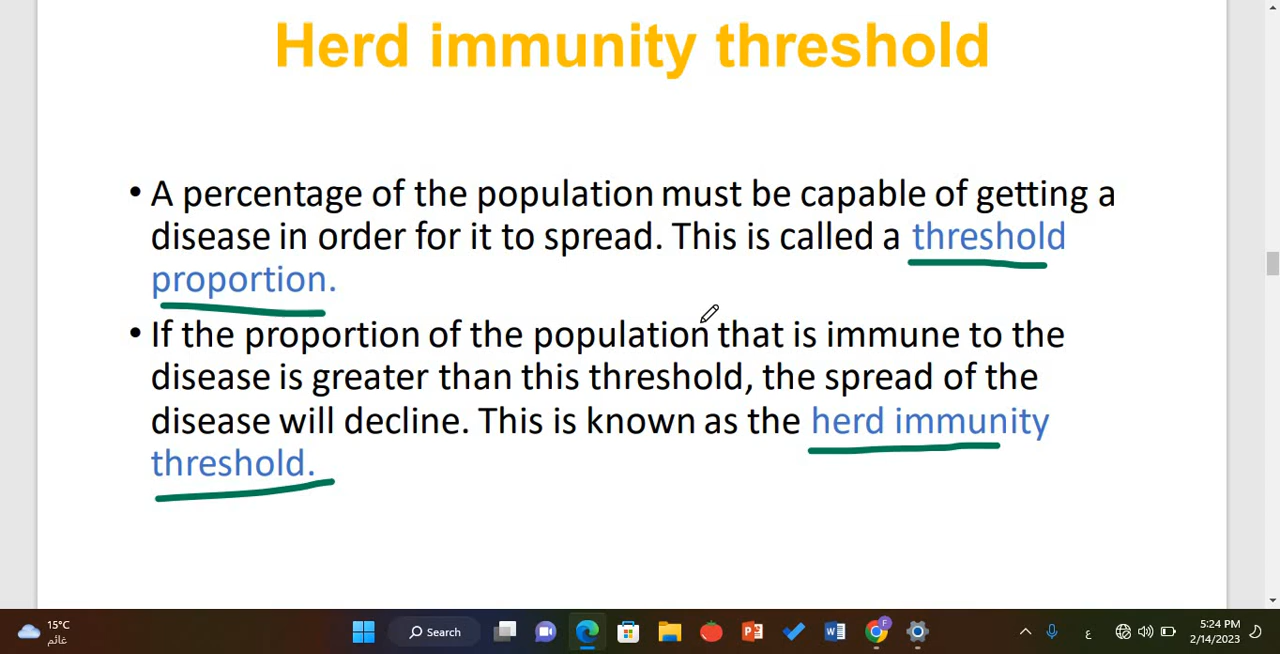 Herd immunity threshold
• A percentage of the population must be capable of getting a
disease in order for it to spread. This is called a threshold
proportion.
• If the proportion of the population that is immune to the
disease is greater than this threshold, the spread of the
disease will decline. This is known as the herd immunity
threshold.
15°C
غائم
Search
F
ع
5:24 PM
2/14/2023